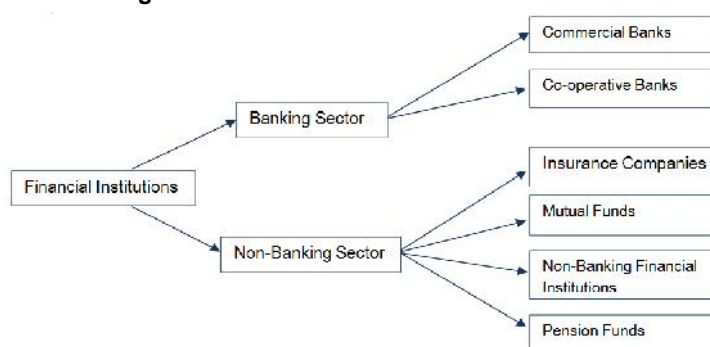 Commercial Banks
Co-operative Banks
Banking Sector
Insurance Companies
Financial Institutions
Mutual Funds
Non-Banking Sector
Non-Banking Financial
Institutions
Pension Funds